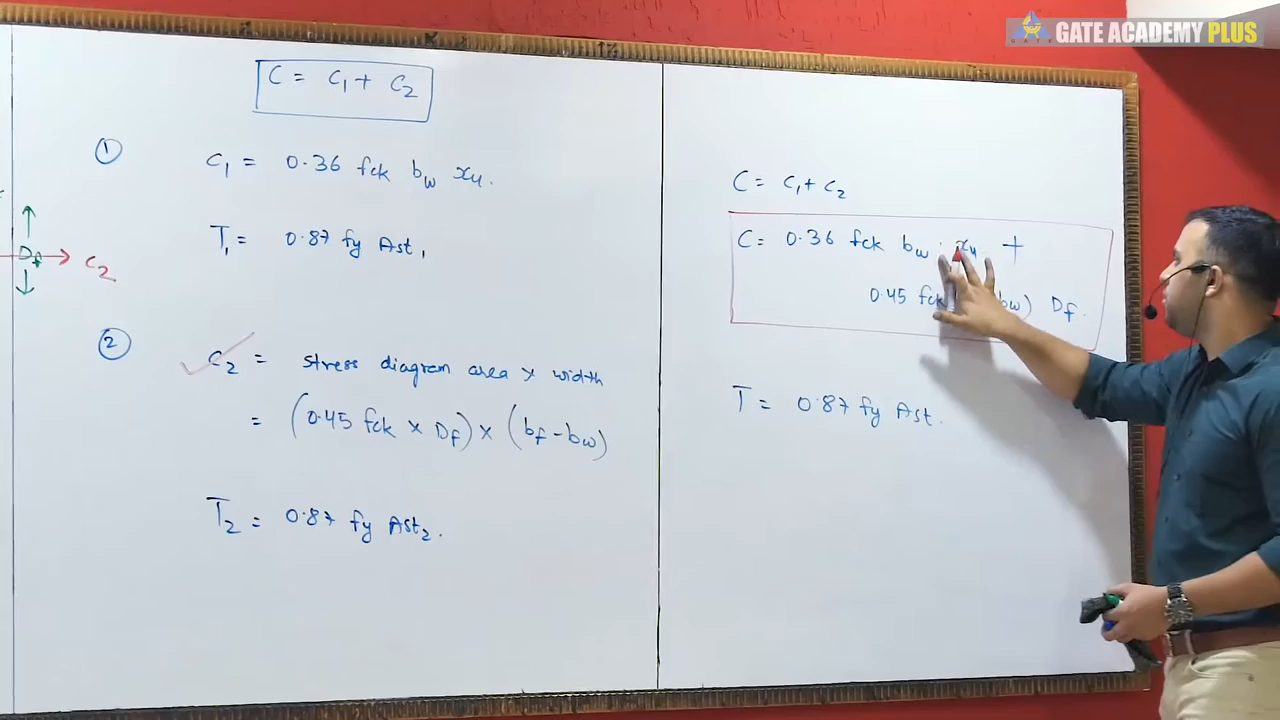 GATE ACADEMY PLUS
C = C₁ + C₂
①
C₁ = 0.36 fck bw xu.
T₁ = 0.87 fy Ast₁
Df
C₂
②
C₂ = stress diagram area × width
= (0.45 fck × Df) × (bf - bw)
T₂ = 0.87 fy Ast₂.
C = C₁ + C₂
C = 0.36 fck bw · xu +
0.45 fck bw) Df.
T = 0.87 fy Ast.